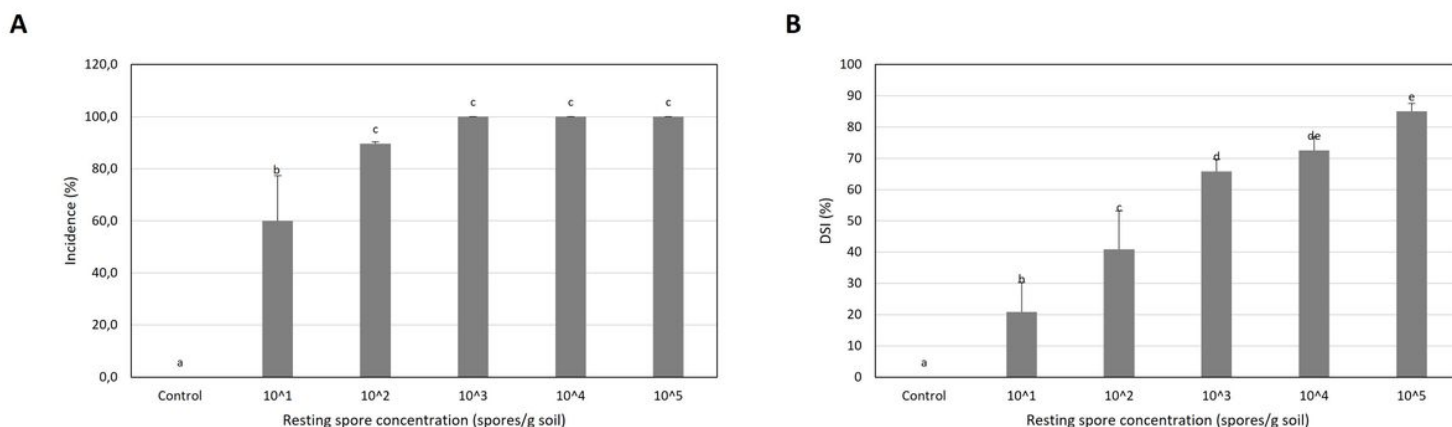 A
120,0
100,0
80,0
60,0
40,0
20,0
0,0
Incidence (%)
a
b
c
c
c
c
Control
10^1
10^2
10^3
10^4
10^5
Resting spore concentration (spores/g soil)
B
100
90
80
70
60
50
40
30
20
10
0
DSI (%)
a
b
c
d
de
e
Control
10^1
10^2
10^3
10^4
10^5
Resting spore concentration (spores/g soil)